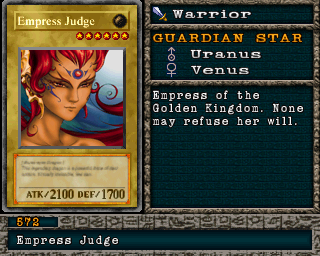 Empress Judge
ATK/2100 DEF/1700
Warrior
GUARDIAN STAR
Uranus
Venus
Empress of the
Golden Kingdom. None
may refuse her will.
572
Empress Judge